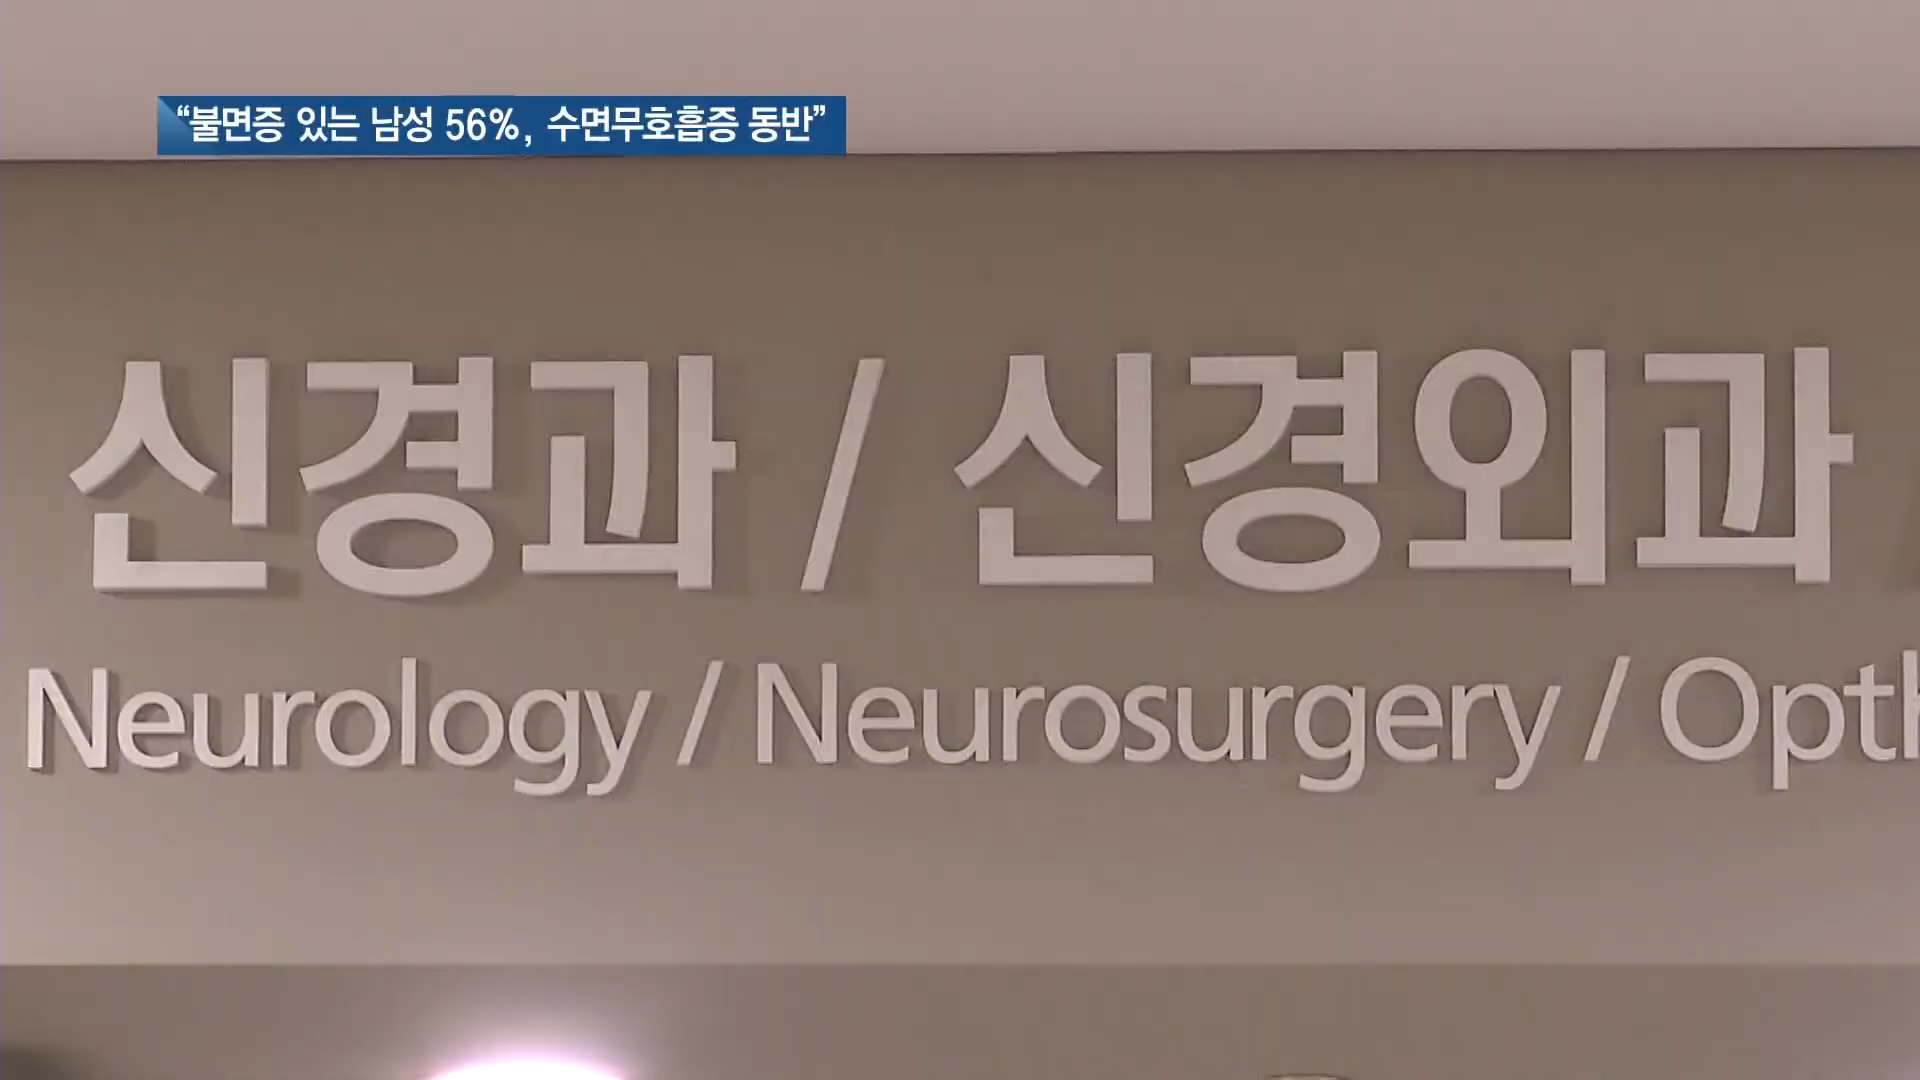 “불면증 있는 남성 56%, 수면무호흡증 동반”
신경과 / 신경외과
Neurology / Neurosurgery / Opth